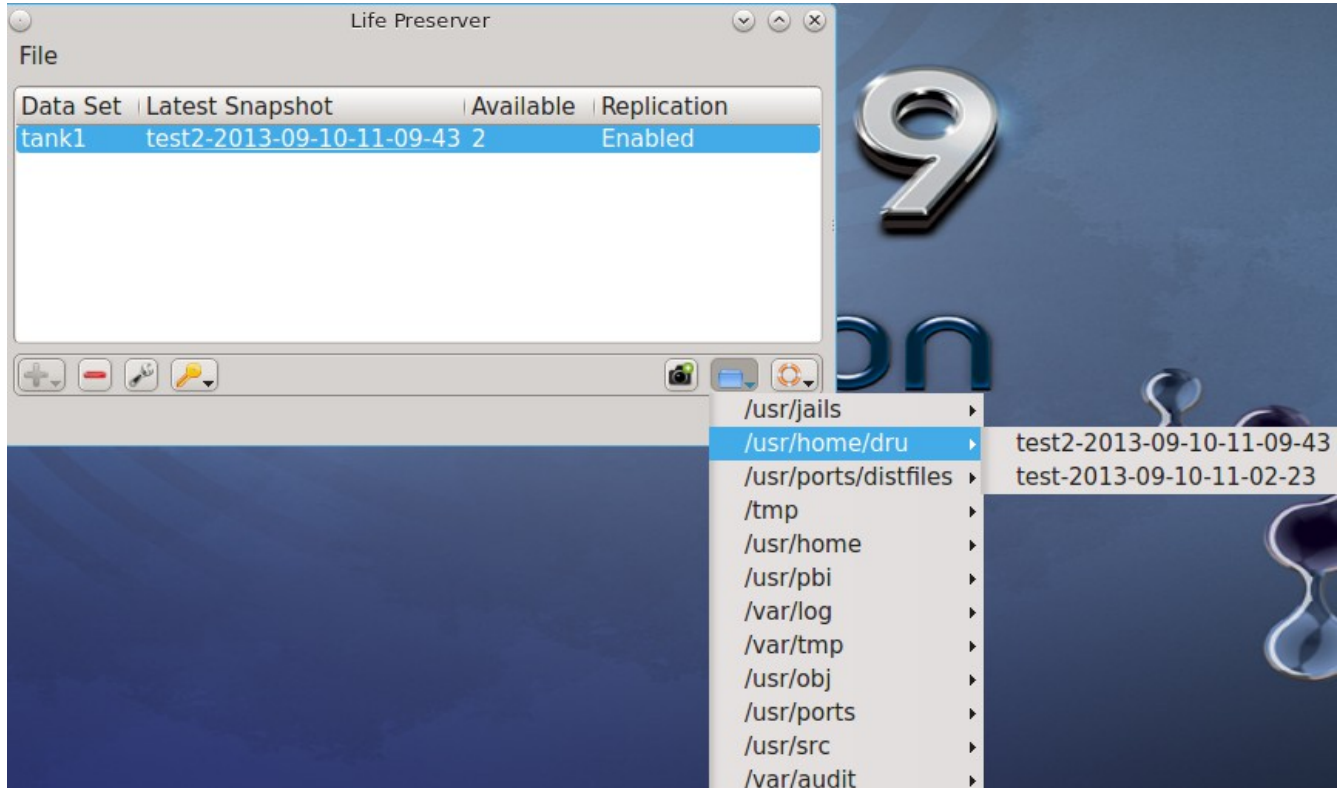 Life Preserver
File
Data Set Latest Snapshot Available Replication
tank1 test2-2013-09-10-11-09-43 2 Enabled
9
on
/usr/jails
/usr/home/dru
test2-2013-09-10-11-09-43
/usr/ports/distfiles
test-2013-09-10-11-02-23
/tmp
/usr/home
/usr/pbi
/var/log
/var/tmp
/usr/obj
/usr/ports
/usr/src
/var/audit